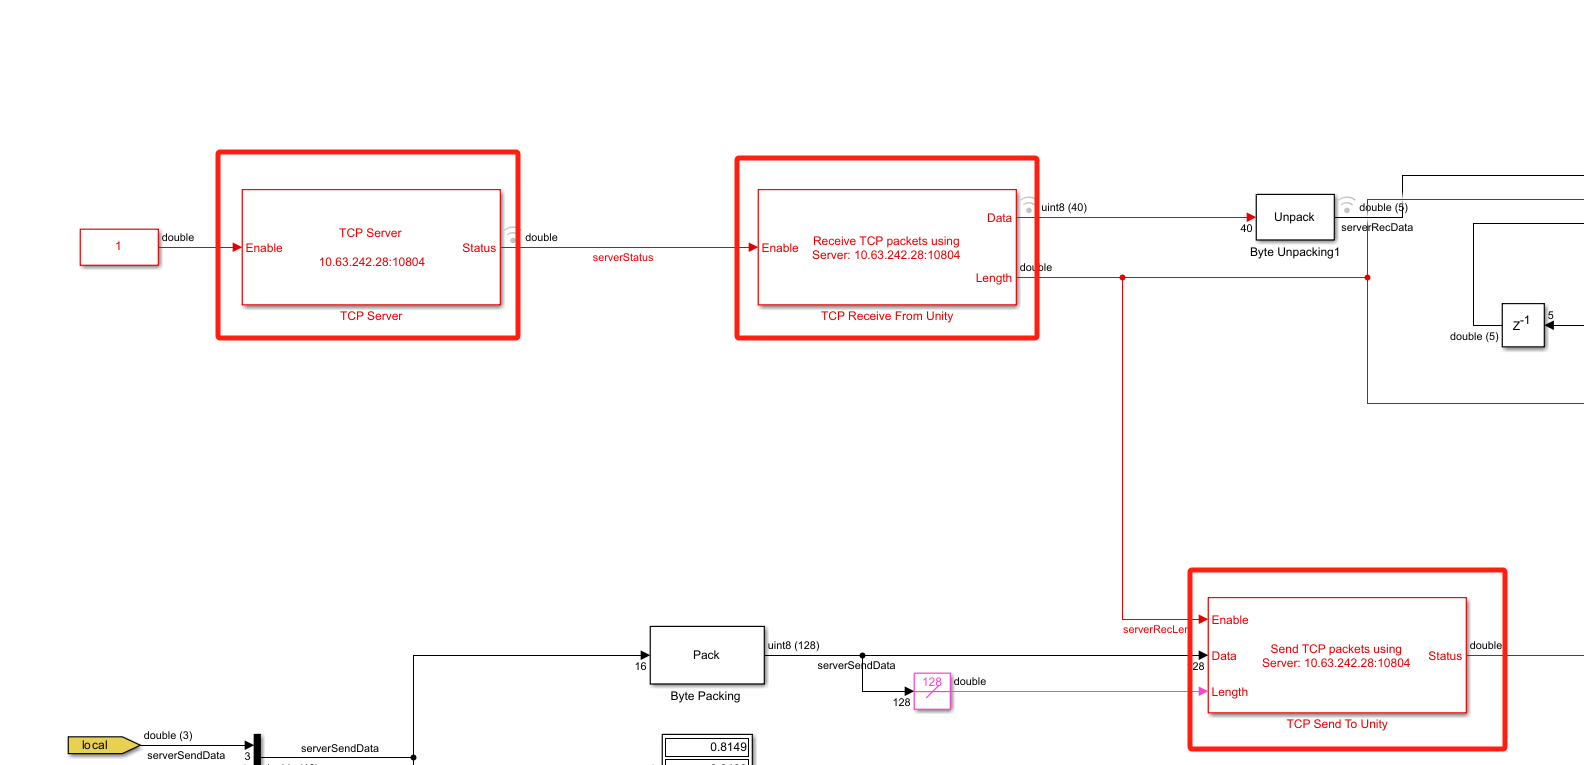 1
double
Enable
TCP Server
10.63.242.28:10804
Status
TCP Server
double
serverStatus
Enable
Receive TCP packets using
Server: 10.63.242.28:10804
Data
Length
TCP Receive From Unity
uint8 (40)
double
40
Unpack
Byte Unpacking1
double (5)
serverRecData
Z-1
5
double (5)
serverRecLen
Enable
Data
Length
28
Send TCP packets using
Server: 10.63.242.28:10804
Status
TCP Send To Unity
double
16
Pack
Byte Packing
uint8 (128)
serverSendData
128
128
double
local
double (3)
serverSendData
3
serverSendData
0.8149